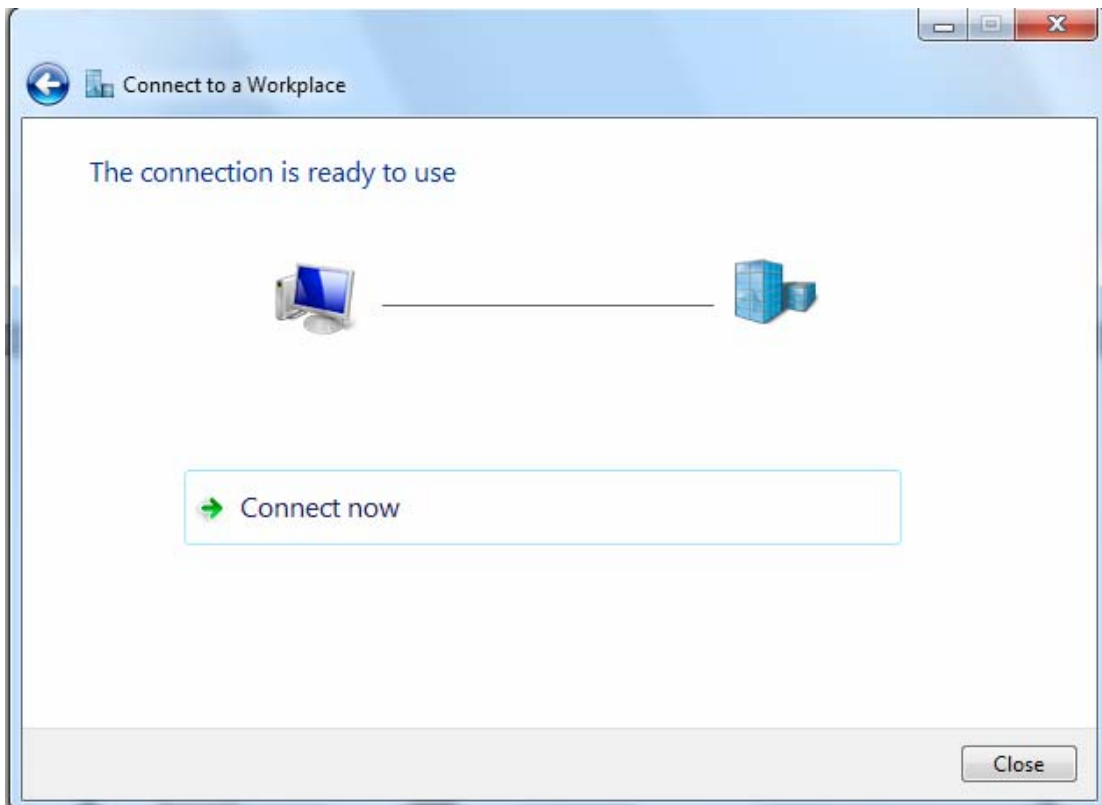 Connect to a Workplace
The connection is ready to use
Connect now
Close